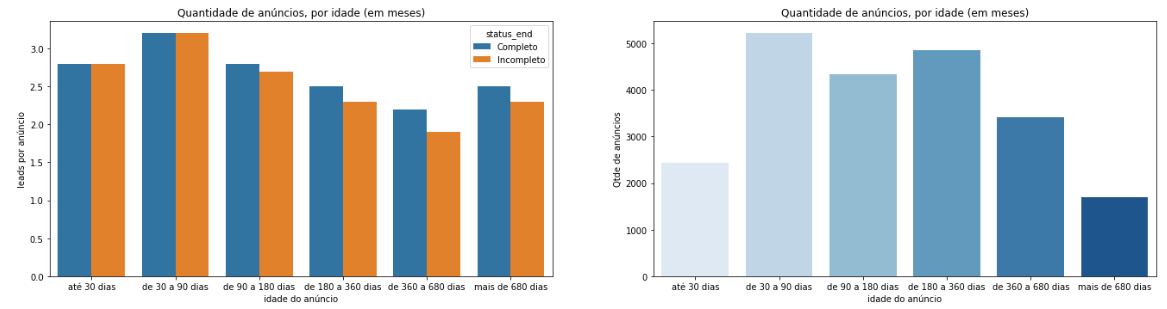 Quantidade de anúncios, por idade (em meses)
leads por anúncio
3.0
2.5
2.0
1.5
1.0
0.5
0.0
status_end
Completo
Incompleto
até 30 dias
de 30 a 90 dias
de 90 a 180 dias
de 180 a 360 dias
de 360 a 680 dias
mais de 680 dias
idade do anúncio
Quantidade de anúncios, por idade (em meses)
Qtde de anúncios
5000
4000
3000
2000
1000
0
até 30 dias
de 30 a 90 dias
de 90 a 180 dias
de 180 a 360 dias
de 360 a 680 dias
mais de 680 dias
idade do anúncio